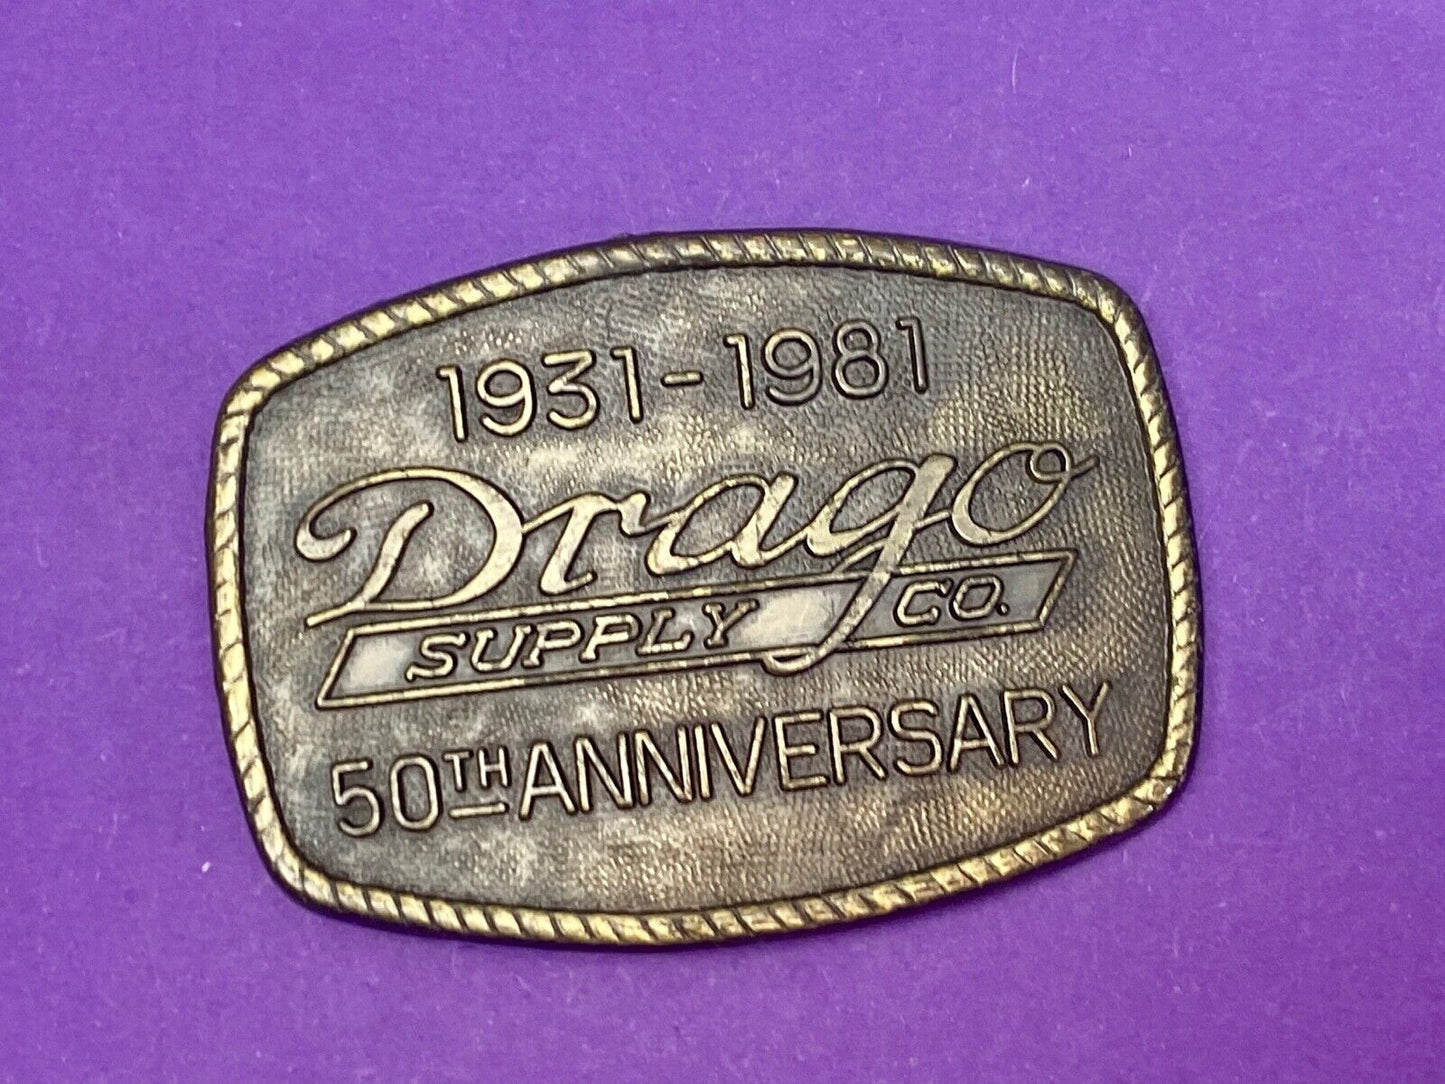 1931-1981
Drago
SUPPLY CO.
50TH ANNIVERSARY